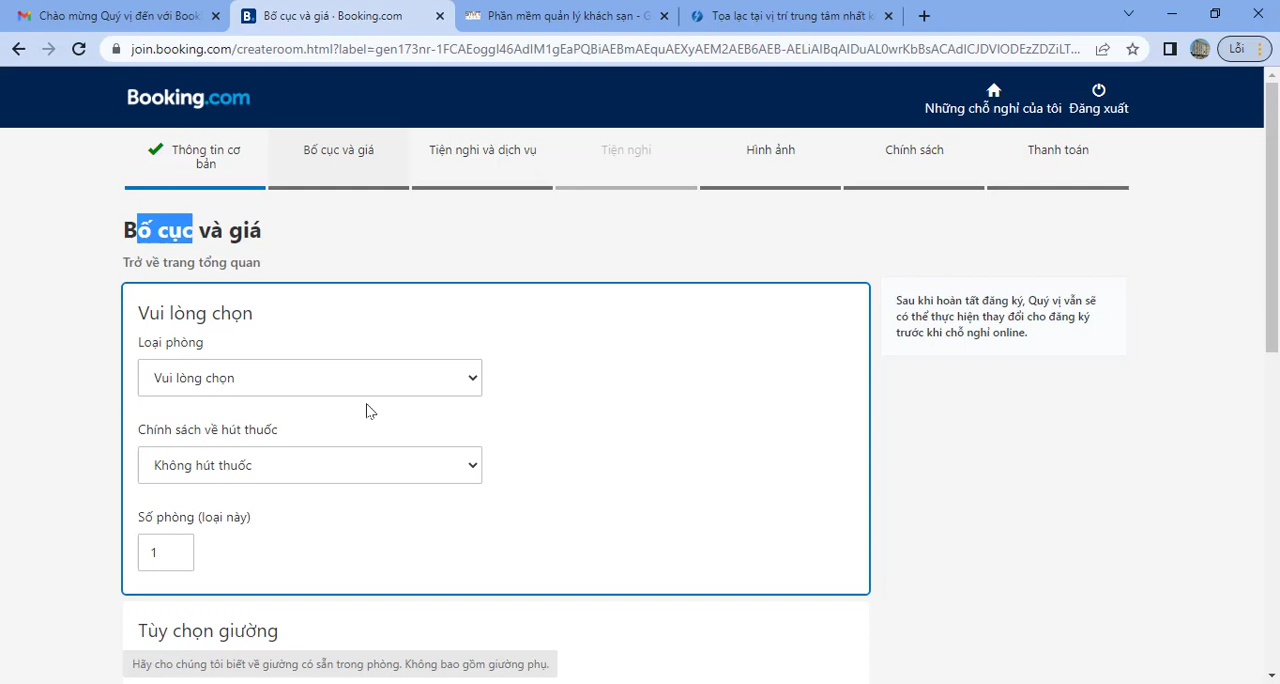 Chào mừng Quý vị đến với Book
Bố cục và giá · Booking.com
Phần mềm quản lý khách sạn - G
Tọa lạc tại vị trí trung tâm nhất k
join.booking.com/createroom.html?label=gen173nr-1FCAEoggI46AdIM1gEaPQBiAEBmAEquAEXyAEM2AEB6AEB-AELiAIBqAIDuAL0wrKbBsACAdICJDVlODEzZDZiLT...
Lỗi
Booking.com
Những chỗ nghỉ của tôi
Đăng xuất
Thông tin cơ bản
Bố cục và giá
Tiện nghi và dịch vụ
Tiện nghi
Hình ảnh
Chính sách
Thanh toán
Bố cục và giá
Trở về trang tổng quan
Vui lòng chọn
Loại phòng
Vui lòng chọn
Chính sách về hút thuốc
Không hút thuốc
Số phòng (loại này)
1
Sau khi hoàn tất đăng ký, Quý vị vẫn sẽ
có thể thực hiện thay đổi cho đăng ký
trước khi chỗ nghỉ online.
Tùy chọn giường
Hãy cho chúng tôi biết về giường có sẵn trong phòng. Không bao gồm giường phụ.